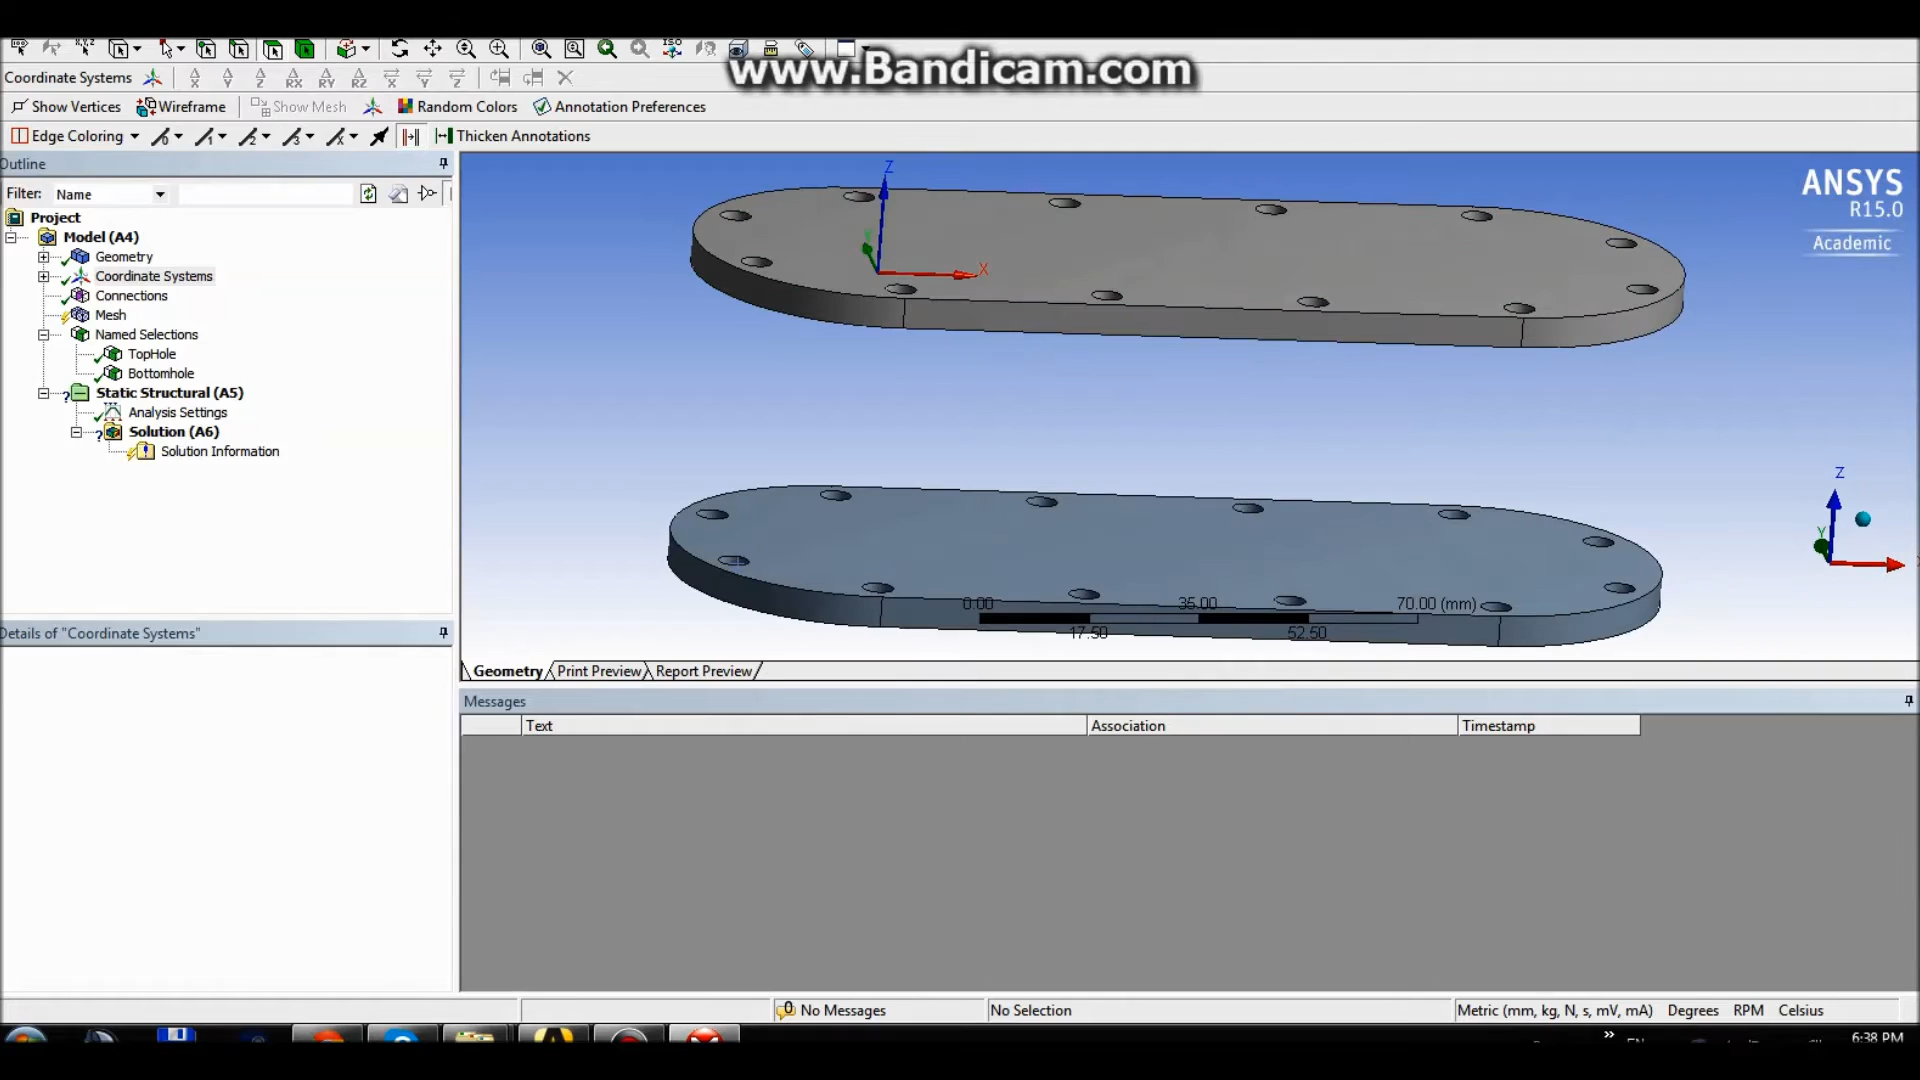 www.Bandicam.com
Coordinate Systems
Show Vertices Wireframe Show Mesh Random Colors Annotation Preferences
Edge Coloring Thicken Annotations
Outline
Filter: Name
Project
Model (A4)
Geometry
Coordinate Systems
Connections
Mesh
Named Selections
TopHole
Bottomhole
Static Structural (A5)
Analysis Settings
Solution (A6)
Solution Information
Details of "Coordinate Systems"
ANSYS
R15.0
Academic
Z
Y
X
Z
Y
0.00 35.00 70.00 (mm)
17.50 52.50
Geometry Print Preview Report Preview
Messages
Text Association Timestamp
No Messages No Selection Metric (mm, kg, N, s, mV, mA) Degrees RPM Celsius
6:38 PM